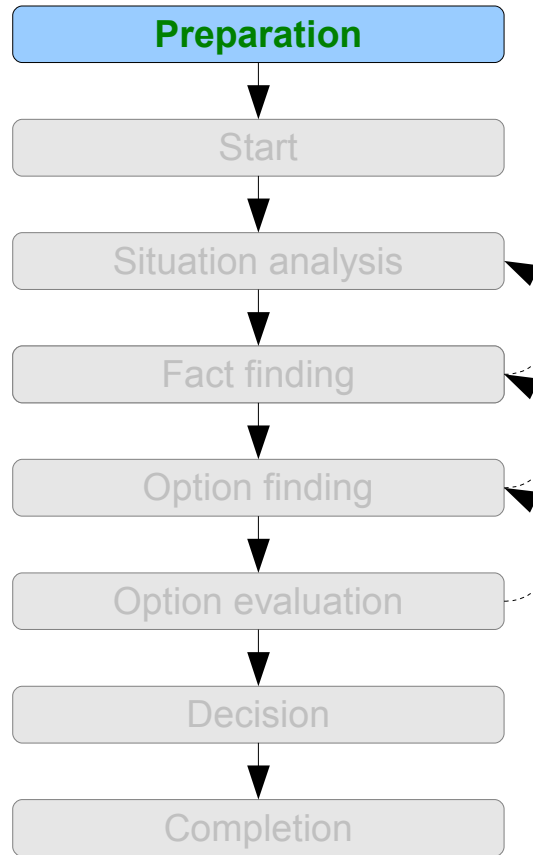 Preparation
Start
Situation analysis
Fact finding
Option finding
Option evaluation
Decision
Completion